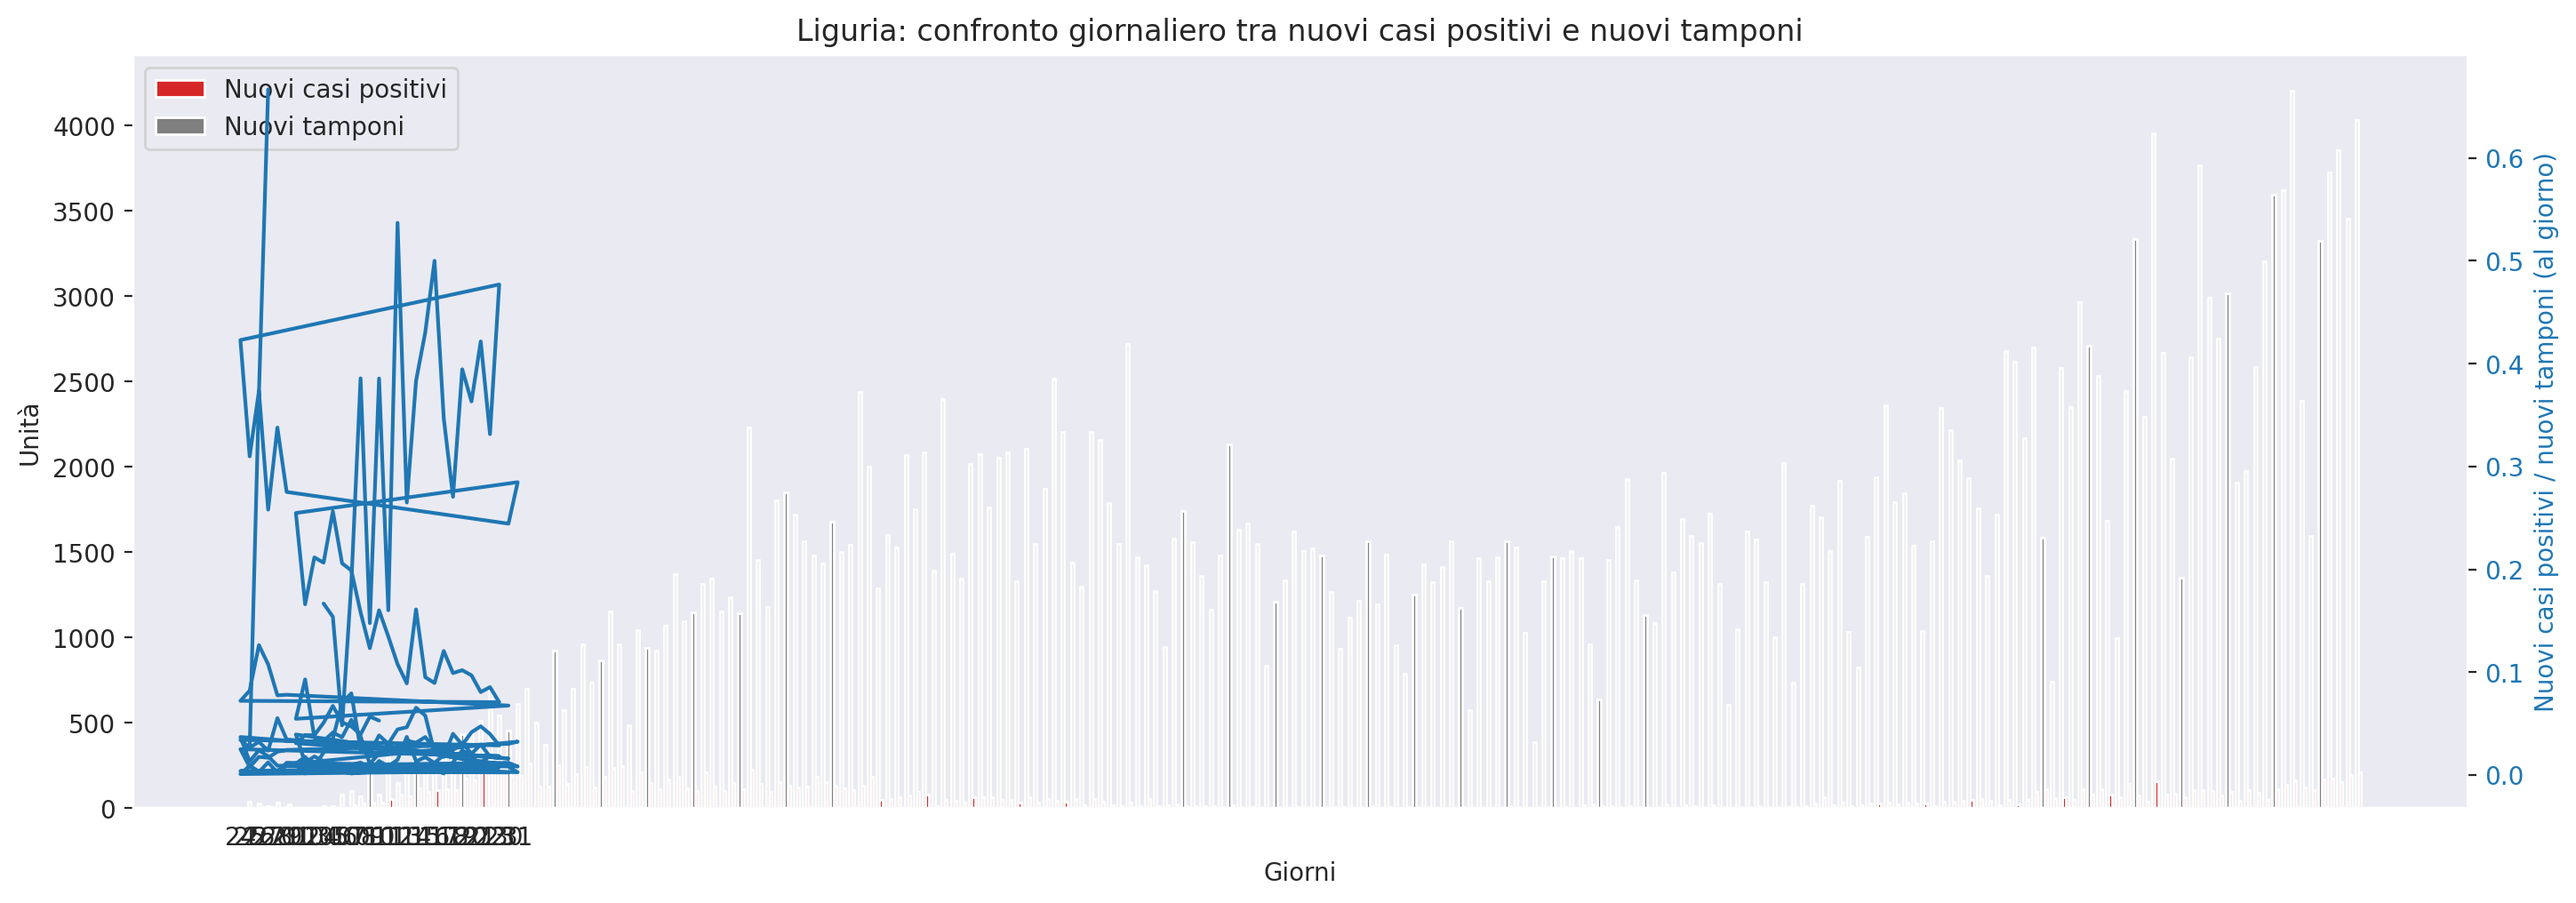 Liguria: confronto giornaliero tra nuovi casi positivi e nuovi tamponi
Nuovi casi positivi
Nuovi tamponi
4000
3500
3000
2500
2000
1500
1000
500
0
Unità
0.6
0.5
0.4
0.3
0.2
0.1
0.0
Nuovi casi positivi / nuovi tamponi (al giorno)
Giorni